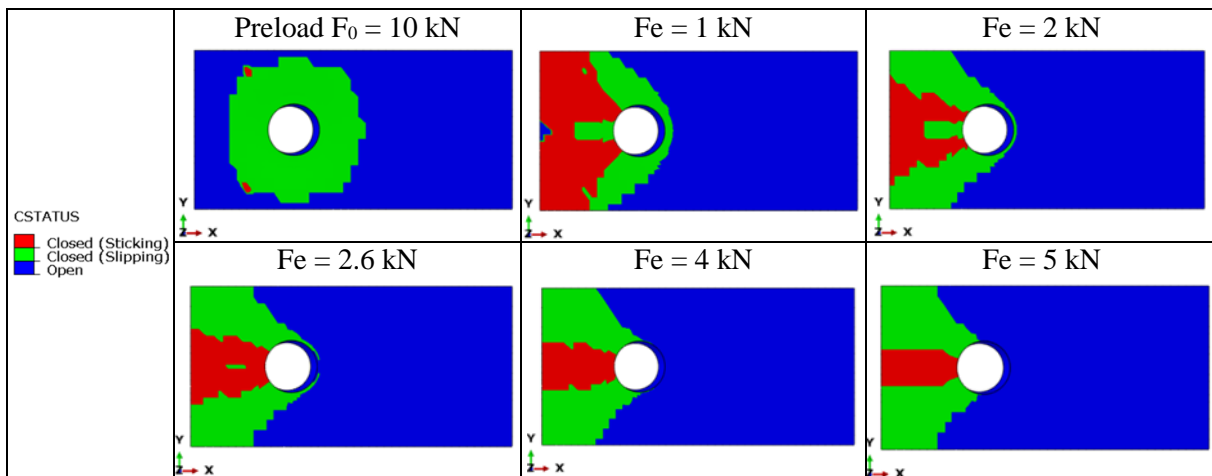 Preload F₀ = 10 kN
Fe = 1 kN
Fe = 2 kN
Y
Z X
Y
Z X
Y
Z X
CSTATUS
Closed (Sticking)
Closed (Slipping)
Open
Fe = 2.6 kN
Fe = 4 kN
Fe = 5 kN
Y
Z X
Y
Z X
Y
Z X